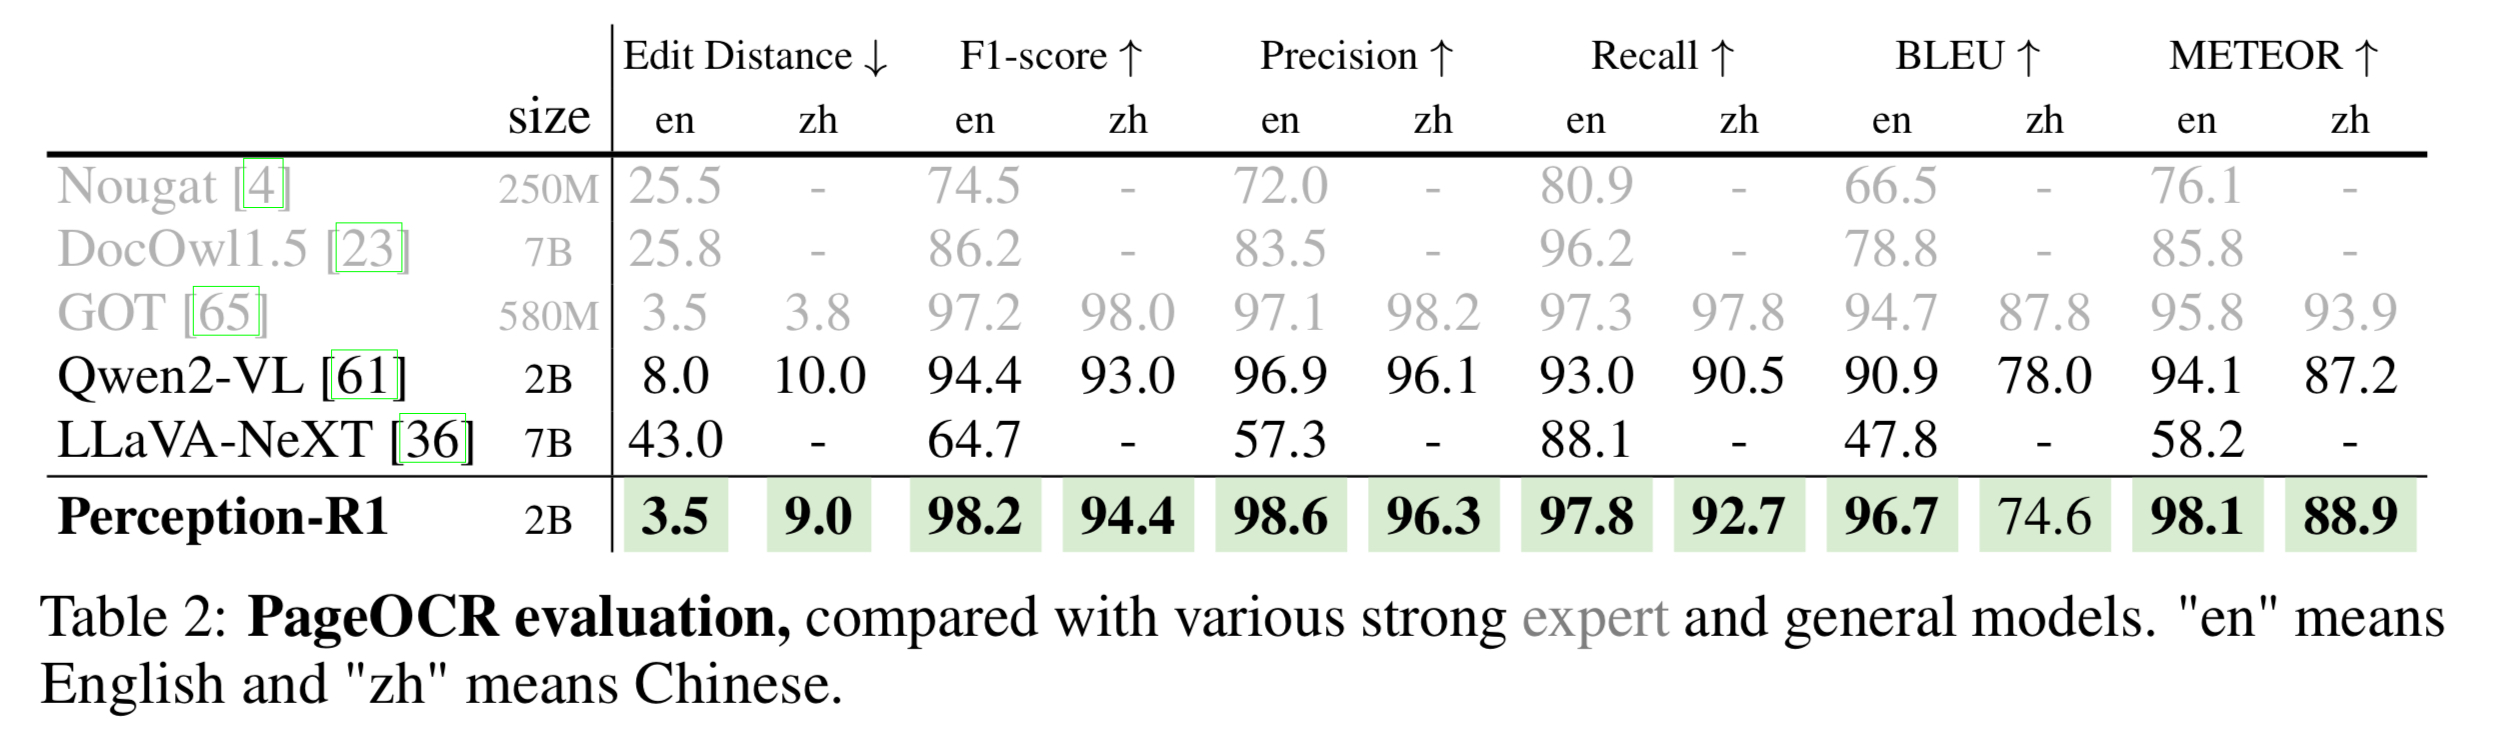 Edit Distance ↓ F1-score ↑ Precision ↑ Recall ↑ BLEU ↑ METEOR ↑
size en zh en zh en zh en zh en zh en zh
Nougat [4] 250M 25.5 - 74.5 - 72.0 - 80.9 - 66.5 - 76.1 -
DocOwl1.5 [23] 7B 25.8 - 86.2 - 83.5 - 96.2 - 78.8 - 85.8 -
GOT [65] 580M 3.5 3.8 97.2 98.0 97.1 98.2 97.3 97.8 94.7 87.8 95.8 93.9
Qwen2-VL [61] 2B 8.0 10.0 94.4 93.0 96.9 96.1 93.0 90.5 90.9 78.0 94.1 87.2
LLaVA-NeXT [36] 7B 43.0 - 64.7 - 57.3 - 88.1 - 47.8 - 58.2 -
Perception-R1 2B 3.5 9.0 98.2 94.4 98.6 96.3 97.8 92.7 96.7 74.6 98.1 88.9
Table 2: PageOCR evaluation, compared with various strong expert and general models. "en" means
English and "zh" means Chinese.